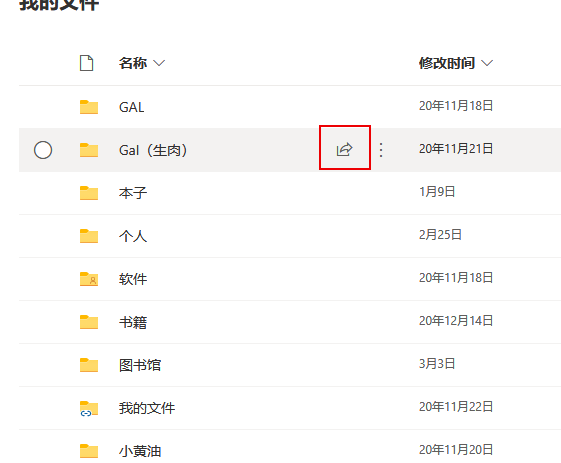 我的文件
名称 修改时间
GAL 20年11月18日
Gal（生肉） 20年11月21日
本子 1月9日
个人 2月25日
软件 20年11月18日
书籍 20年12月14日
图书馆 3月3日
我的文件 20年11月22日
小黄油 20年11月20日